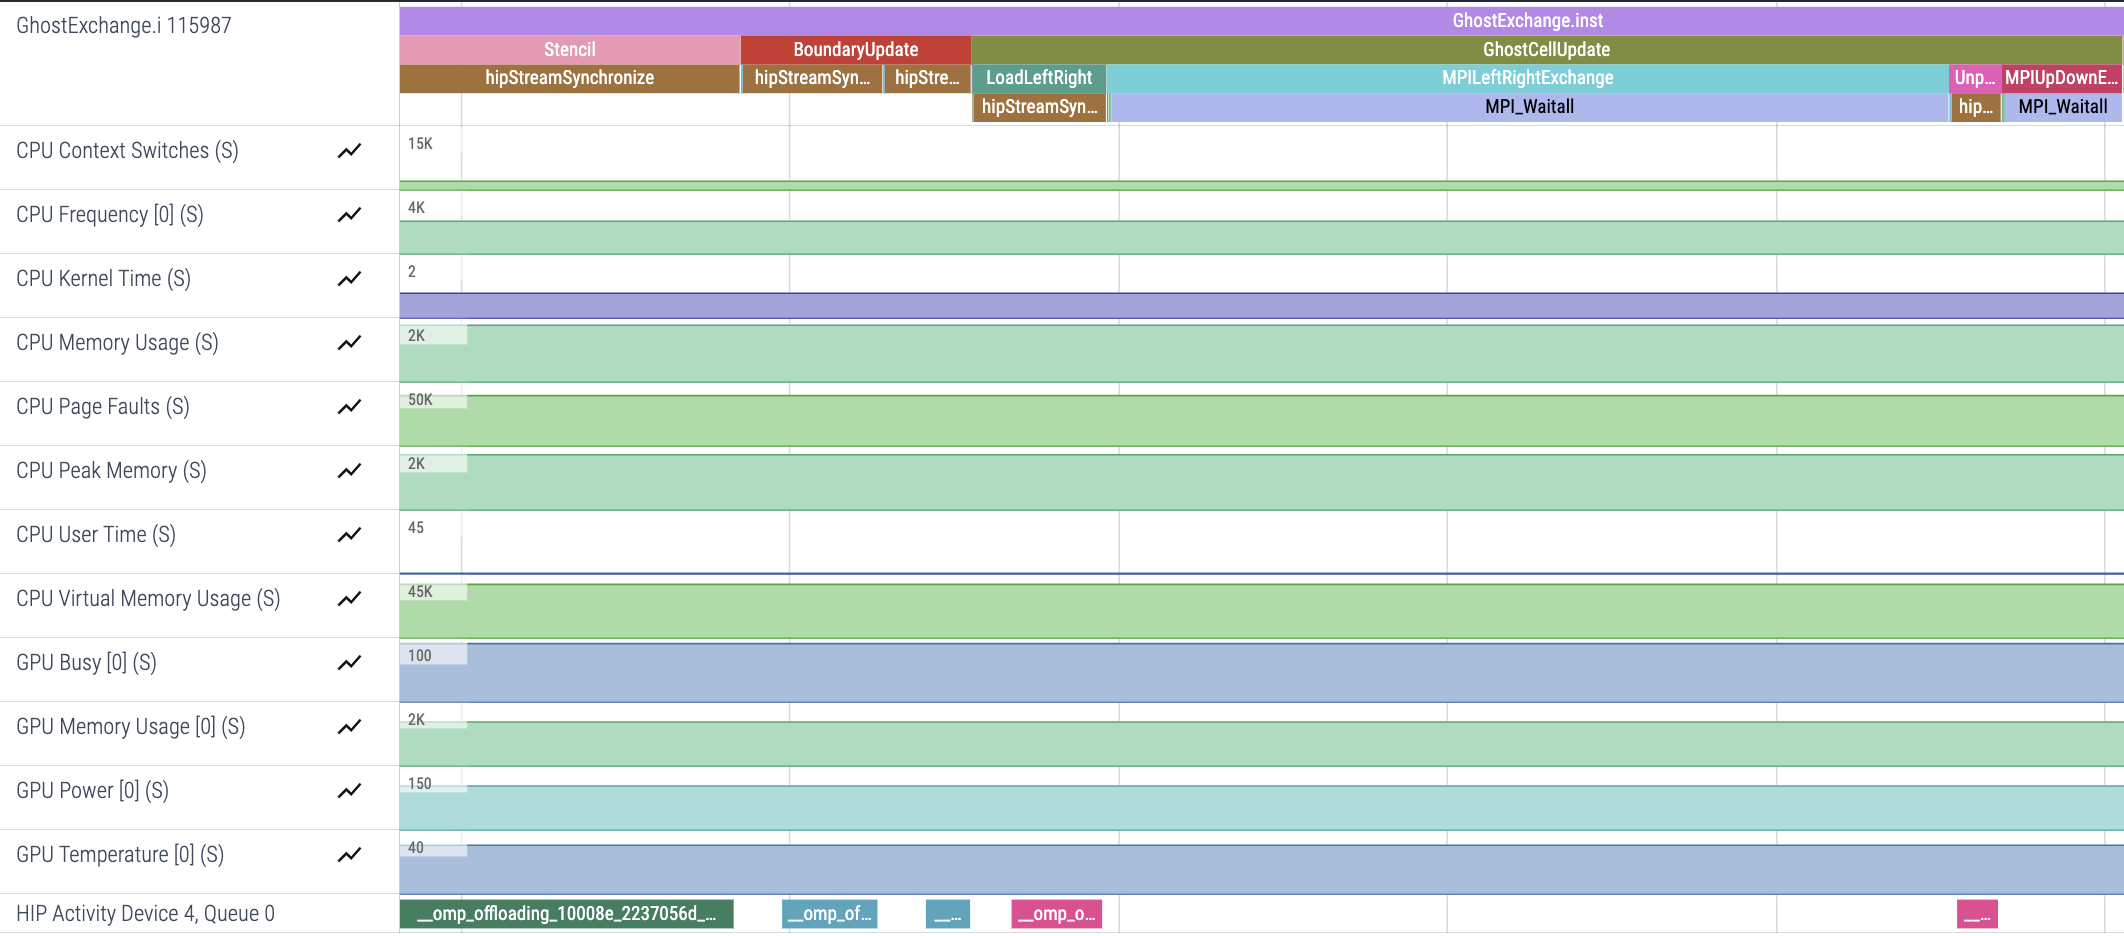 GhostExchange.i 115987
GhostExchange.inst
Stencil BoundaryUpdate GhostCellUpdate
hipStreamSynchronize hipStreamSyn... hipStre... LoadLeftRight MPILeftRightExchange Unp... MPIUpDownE...
hipStreamSyn... MPI_Waitall hip... MPI_Waitall
CPU Context Switches (S) 15K
CPU Frequency [0] (S) 4K
CPU Kernel Time (S) 2
CPU Memory Usage (S) 2K
CPU Page Faults (S) 50K
CPU Peak Memory (S) 2K
CPU User Time (S) 45
CPU Virtual Memory Usage (S) 45K
GPU Busy [0] (S) 100
GPU Memory Usage [0] (S) 2K
GPU Power [0] (S) 150
GPU Temperature [0] (S) 40
HIP Activity Device 4, Queue 0 __omp_offloading_10008e_2237056d_... __omp_of... __... __omp_o... __...